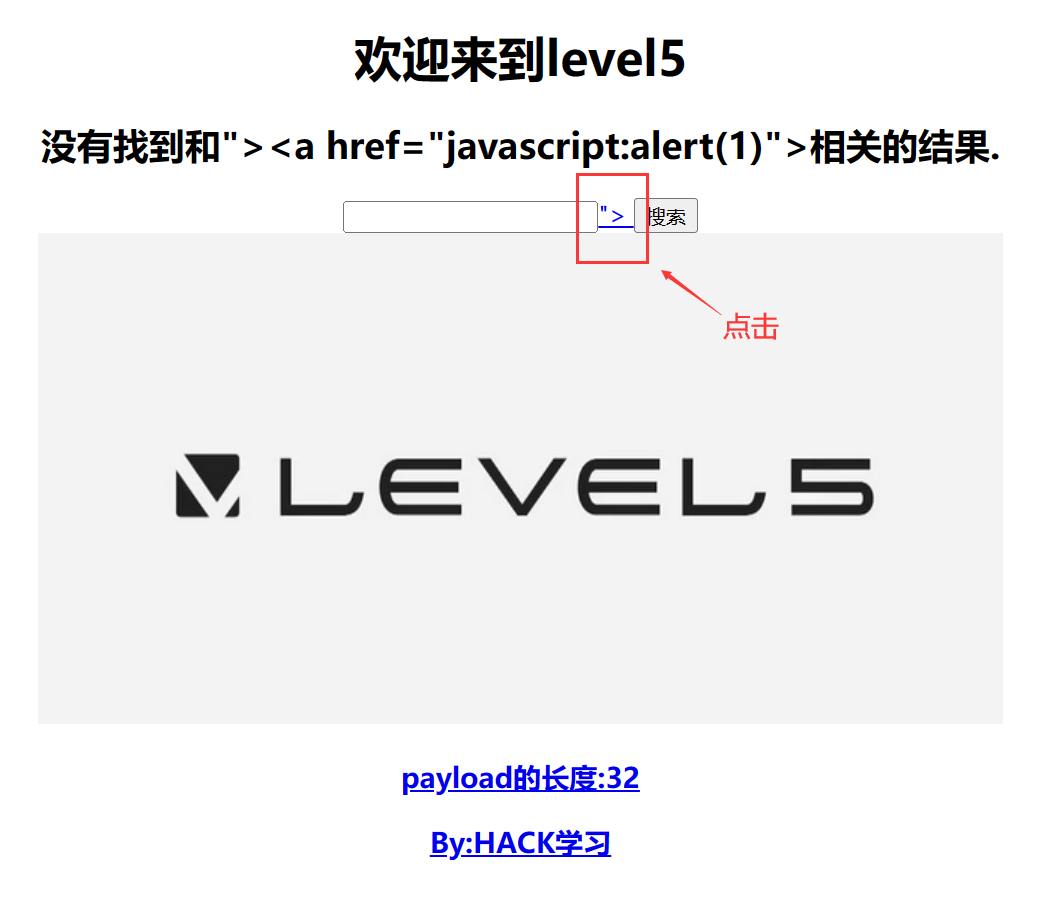 欢迎来到level5
没有找到和"><a href="javascript:alert(1)">相关的结果.
"> 搜索
点击
LEVEL5
payload的长度:32
By:HACK学习